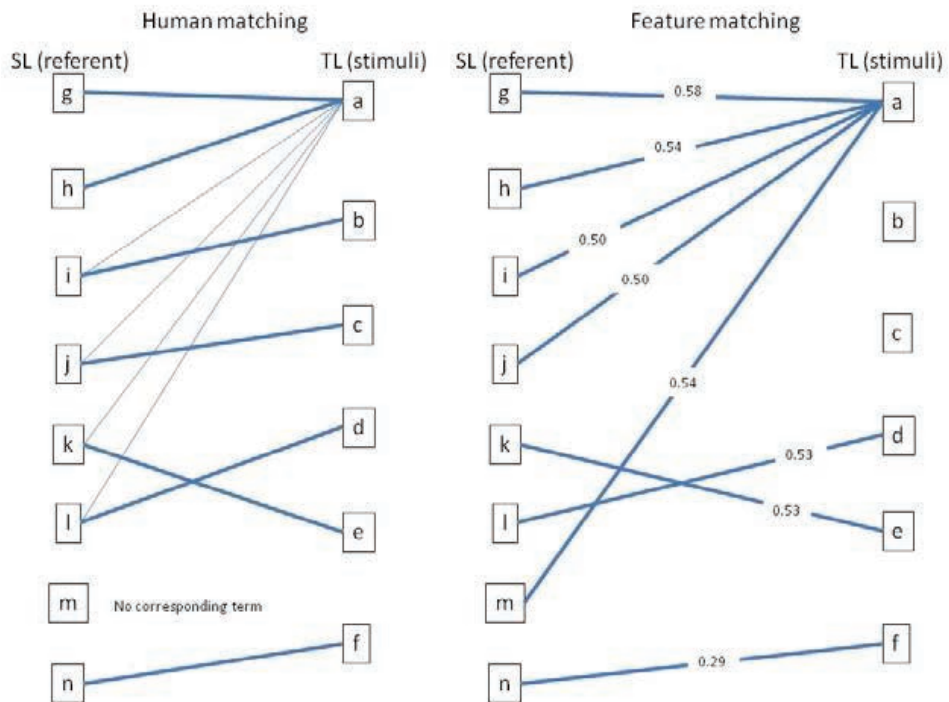 Human matching
SL (referent)
TL (stimuli)
g
a
h
b
i
c
j
d
k
l
e
m
No corresponding term
f
n
Feature matching
SL (referent)
TL (stimuli)
g
0.58
a
h
0.54
b
i
0.50
j
0.50
c
0.54
k
d
0.53
l
0.53
e
m
n
0.29
f